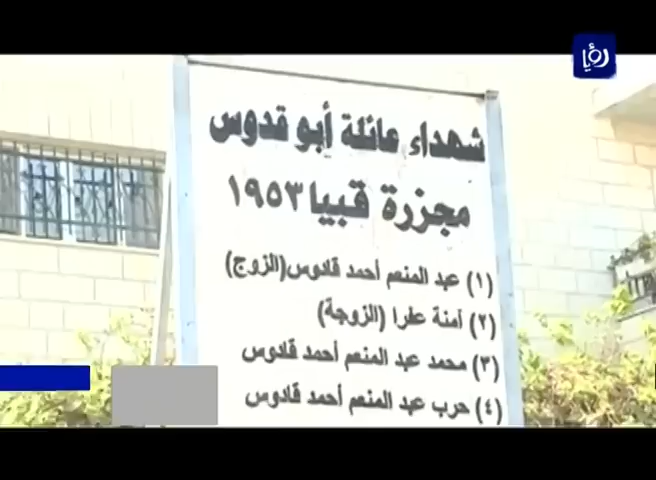 رؤيا
شهداء عائلة أبو قدوس
مجزرة قبيا ١٩٥٣
(١) عبد المنعم أحمد قادوس(الزوج)
(٢) آمنة عطرا (الزوجة)
(٣) محمد عبد المنعم أحمد قادوس
(٤) حرب عبد المنعم أحمد قادوس